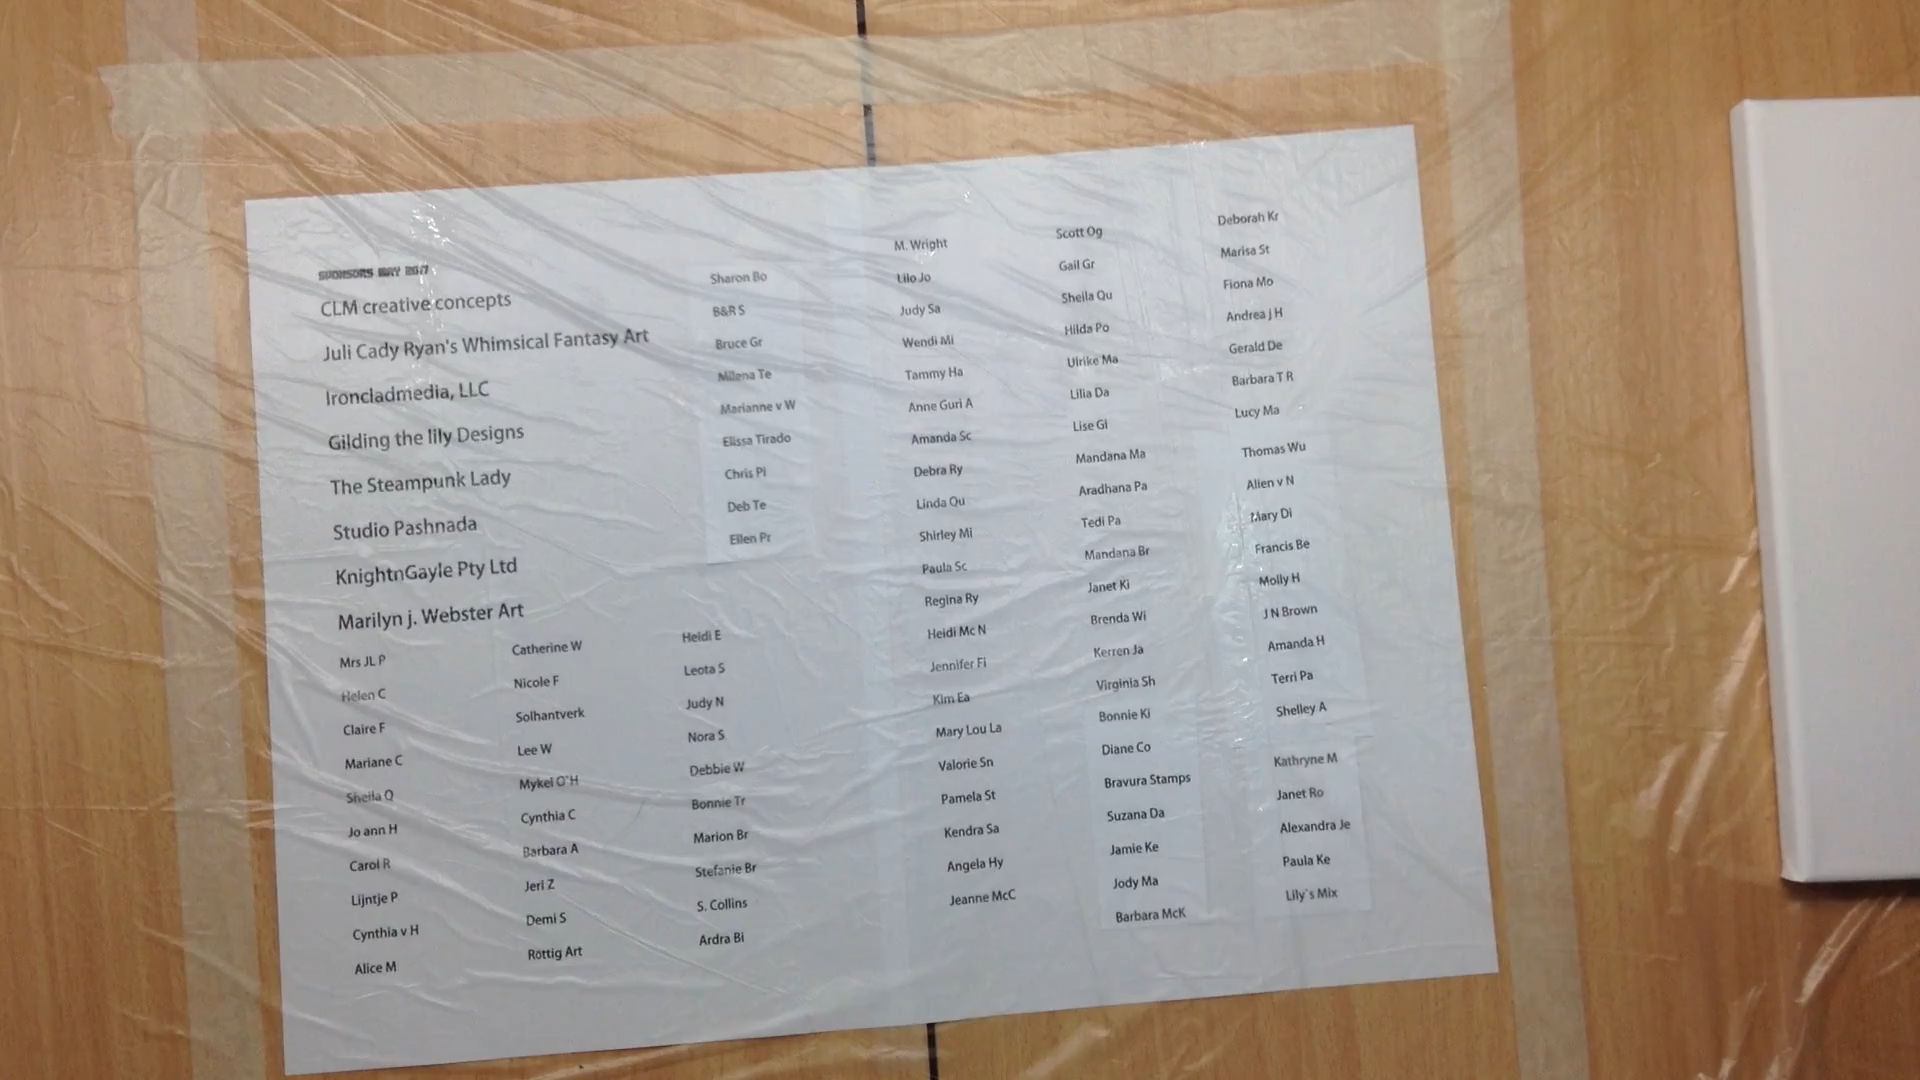 SPONSORS MAY 2017
CLM creative concepts
Juli Cady Ryan's Whimsical Fantasy Art
Ironcladmedia, LLC
Gilding the lily Designs
The Steampunk Lady
Studio Pashnada
KnightnGayle Pty Ltd
Marilyn j. Webster Art
Mrs JL P
Helen C
Claire F
Mariane C
Sheila Q
Jo ann H
Carol R
Lijntje P
Cynthia v H
Alice M
Catherine W
Nicole F
Solhantverk
Lee W
Mykel O'H
Cynthia C
Barbara A
Jeri Z
Demi S
Rottig Art
Heidi E
Leota S
Judy N
Nora S
Debbie W
Bonnie Tr
Marion Br
Stefanie Br
S. Collins
Ardra Bi
Sharon Bo
B&R S
Bruce Gr
Milena Te
Marianne v W
Elissa Tirado
Chris Pl
Deb Te
Ellen Pr
M. Wright
Lilo Jo
Judy Sa
Wendi Mi
Tammy Ha
Anne Guri A
Amanda Sc
Debra Ry
Linda Qu
Shirley Mi
Paula Sc
Regina Ry
Heidi Mc N
Jennifer Fi
Kim Ea
Mary Lou La
Valorie Sn
Pamela St
Kendra Sa
Angela Hy
Jeanne McC
Scott Og
Gail Gr
Sheila Qu
Hilda Po
Ulrike Ma
Lilia Da
Lise Gl
Mandana Ma
Aradhana Pa
Tedi Pa
Mandana Br
Janet Ki
Brenda Wi
Kerren Ja
Virginia Sh
Bonnie Ki
Diane Co
Bravura Stamps
Suzana Da
Jamie Ke
Jody Ma
Barbara McK
Deborah Kr
Marisa St
Fiona Mo
Andrea J H
Gerald De
Barbara T R
Lucy Ma
Thomas Wu
Alien v N
Mary Di
Francis Be
Molly H
J N Brown
Amanda H
Terri Pa
Shelley A
Kathryne M
Janet Ro
Alexandra Je
Paula Ke
Lily`s Mix